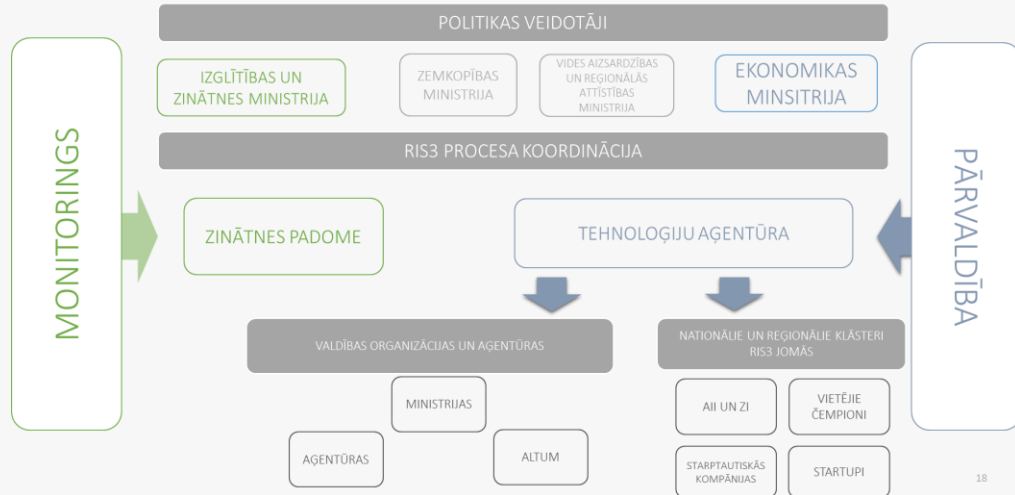 POLITIKAS VEIDOTĀJI
MONITORINGS
IZGLĪTĪBAS UN
ZINĀTNES MINISTRIJA
ZEMKOPĪBAS
MINISTRIJA
VIDES AIZSARDZĪBAS
UN REĢIONĀLĀS
ATTĪSTĪBAS
MINISTRIJA
EKONOMIKAS
MINSITRIJA
PĀRVALDĪBA
RIS3 PROCESA KOORDINĀCIJA
ZINĀTNES PADOME
TEHNOLOĢIJU AĢENTŪRA
VALDĪBAS ORGANIZĀCIJAS UN AĢENTŪRAS
NATIONĀLIE UN REĢIONĀLIE KLĀSTERI
RIS3 JOMĀS
MINISTRIJAS
AĢENTŪRAS
ALTUM
AII UN ZI
VIETĒJIE
ČEMPIONI
STARPTAUTISKĀS
KOMPĀNIJAS
STARTUPI
18